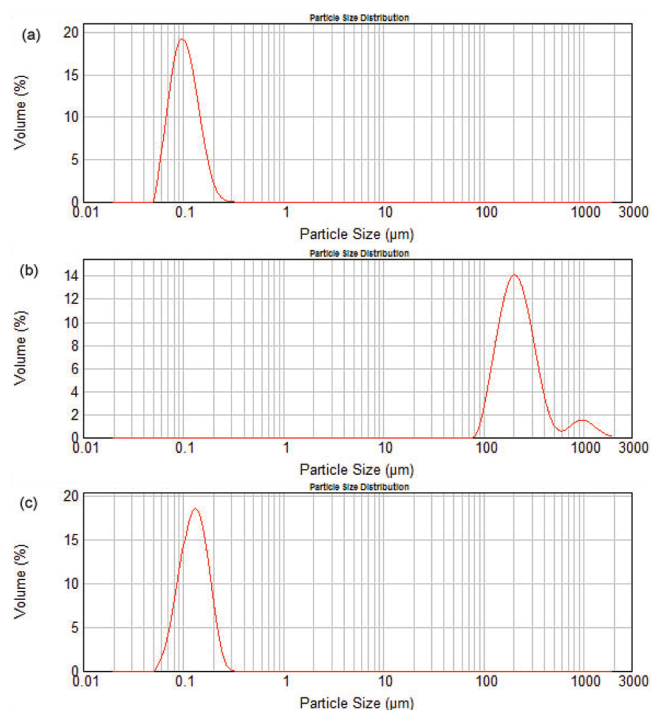 Particle Size Distribution
(a)
20
15
10
5
0
Volume (%)
0.01 0.1 1 10 100 1000 3000
Particle Size (µm)
Particle Size Distribution
(b)
14
12
10
8
6
4
2
0
Volume (%)
0.01 0.1 1 10 100 1000 3000
Particle Size (µm)
Particle Size Distribution
(c)
20
15
10
5
0
Volume (%)
0.01 0.1 1 10 100 1000 3000
Particle Size (µm)